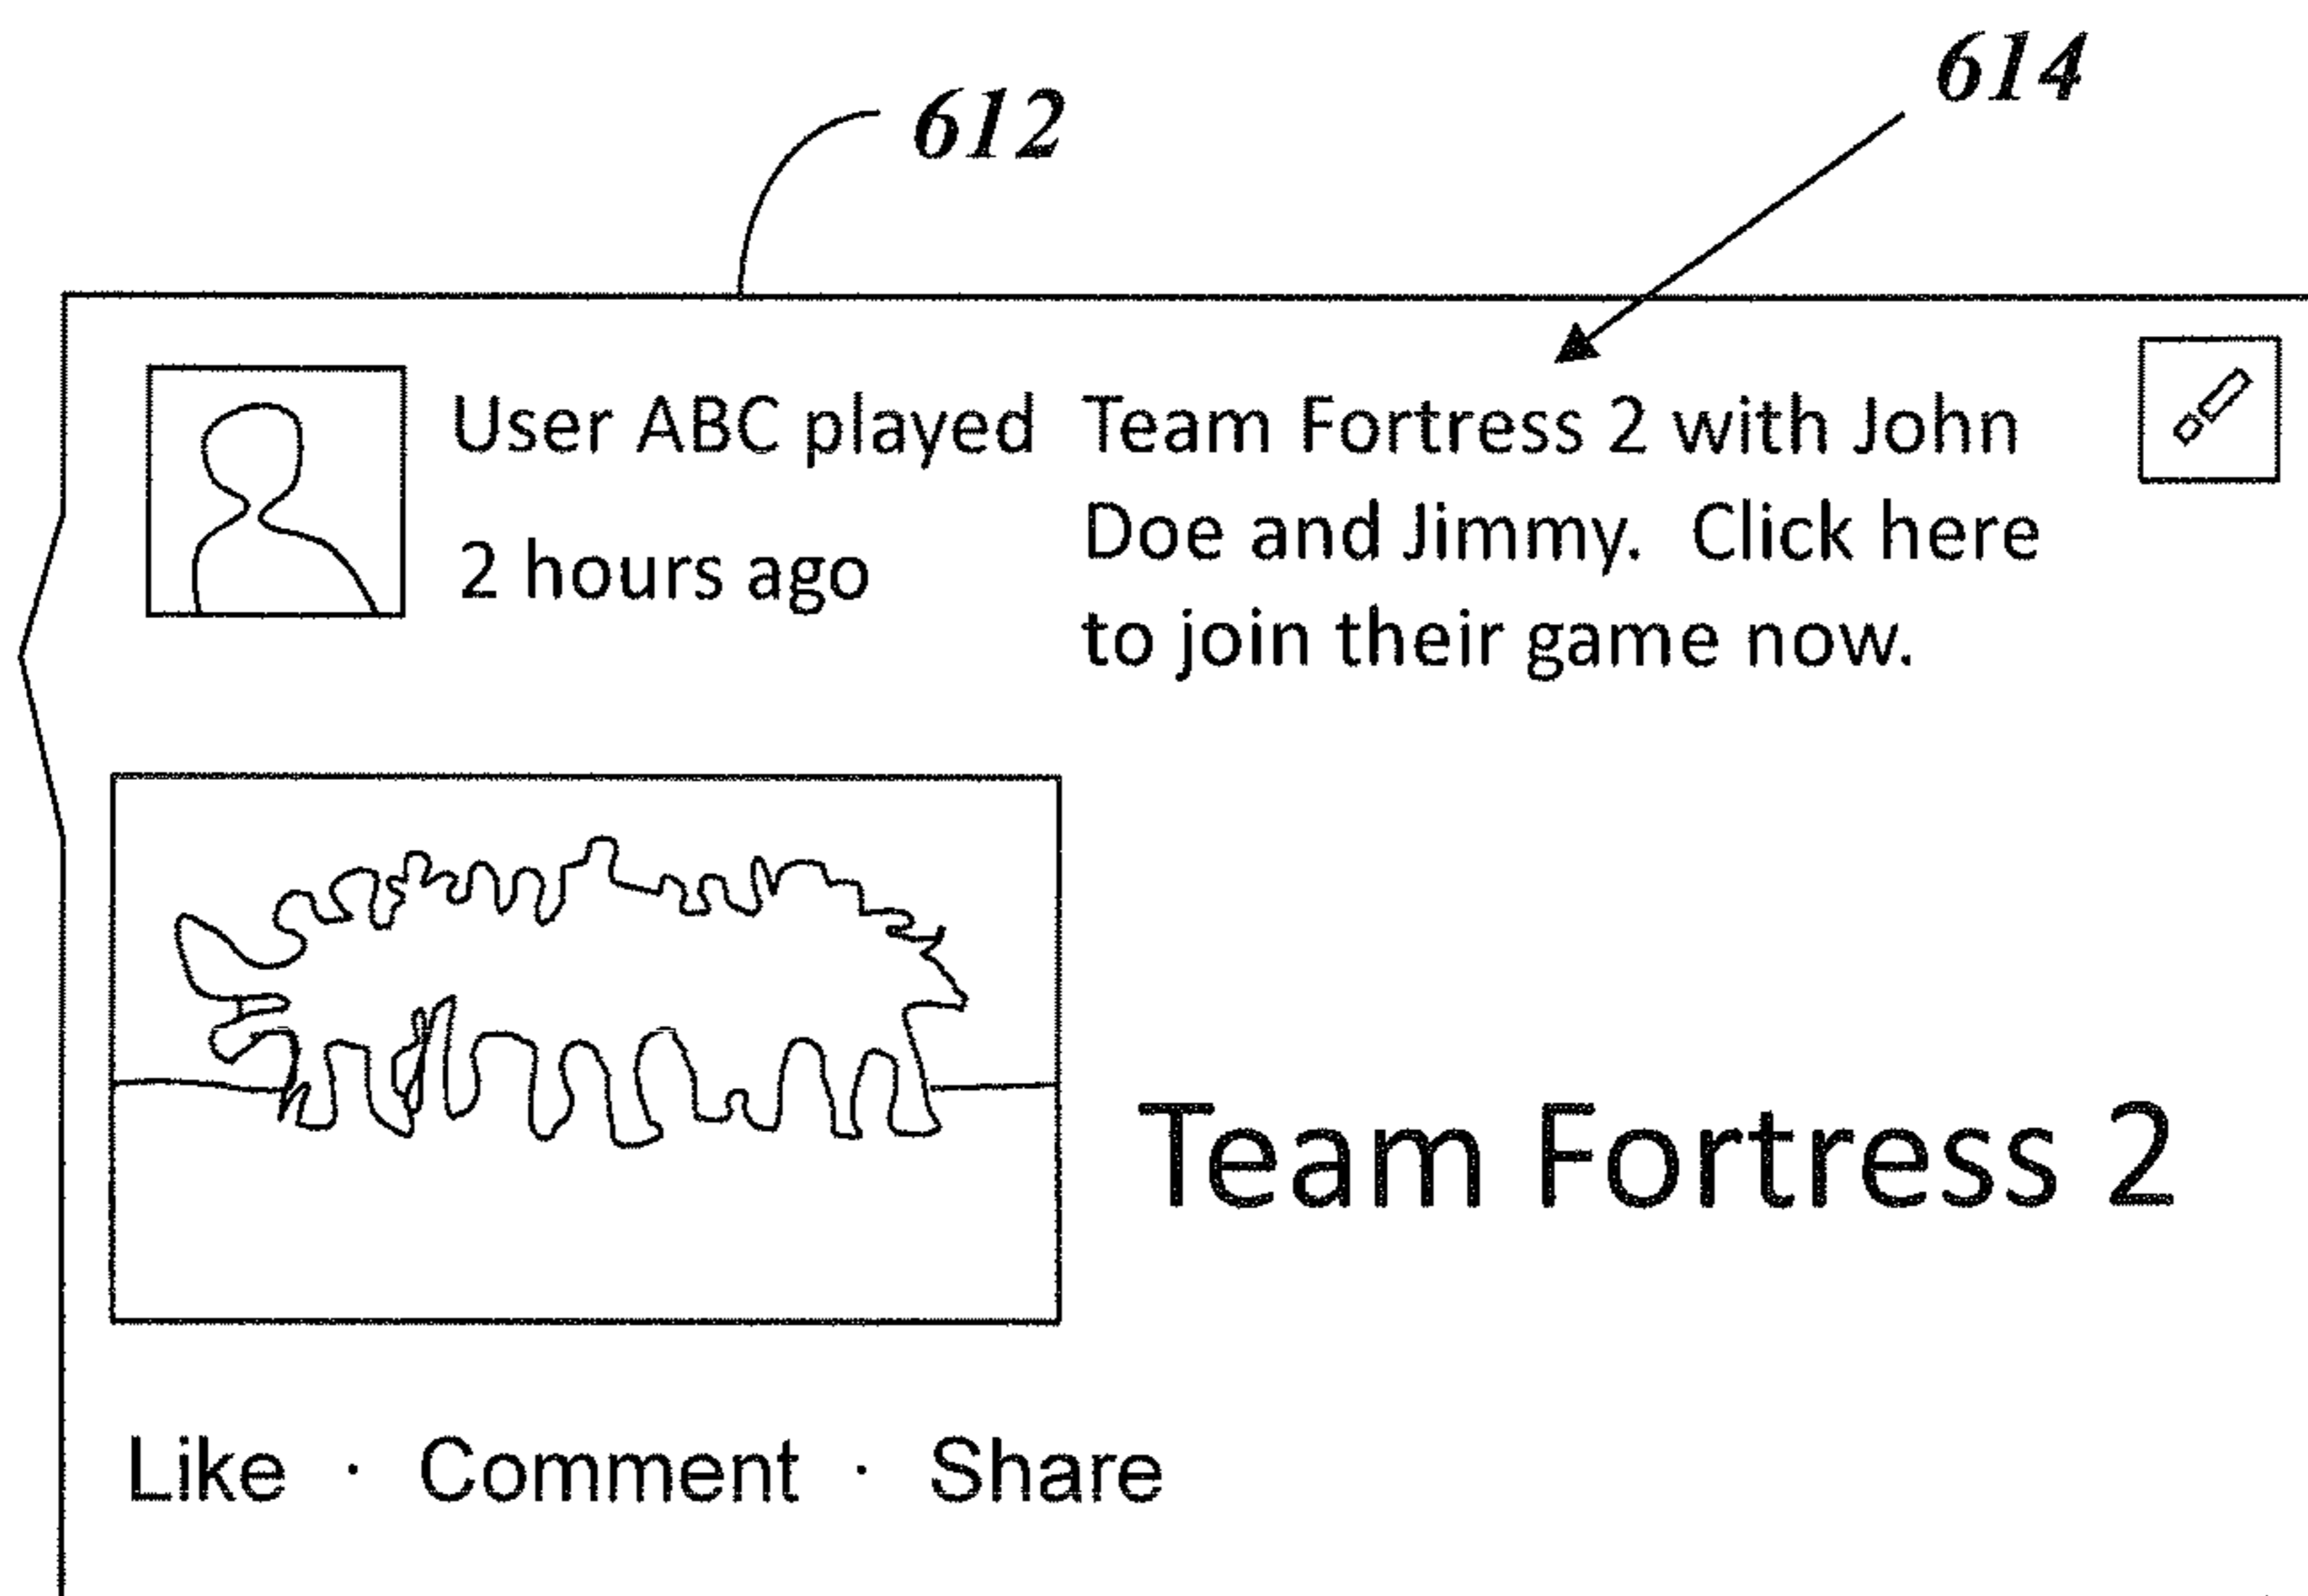 612
614
User ABC played Team Fortress 2 with John
Doe and Jimmy. Click here
2 hours ago
to join their game now.
Team Fortress 2
Like · Comment · Share